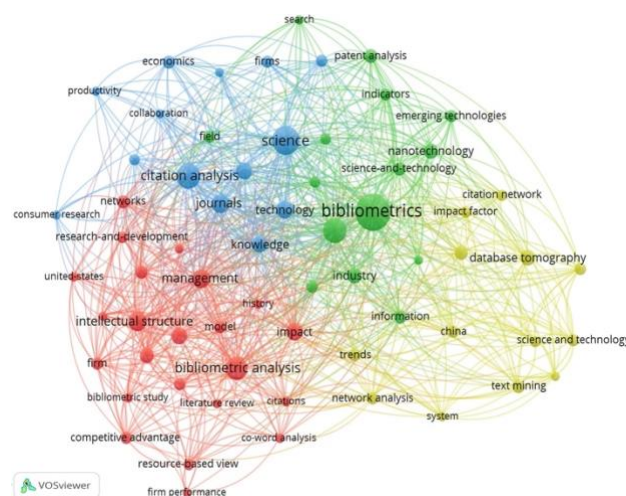 search
economics
firms
patent analysis
productivity
indicators
collaboration
emerging technologies
field
science
nanotechnology
science-and-technology
citation analysis
citation network
networks
journals
technology
bibliometrics
impact factor
consumer research
research-and-development
knowledge
database tomography
united-states
management
industry
history
intellectual structure
model
impact
information
china
science and technology
firm
bibliometric analysis
trends
text mining
bibliometric study
literature review
citations
network analysis
system
competitive advantage
co-word analysis
resource-based view
VOSviewer
firm performance